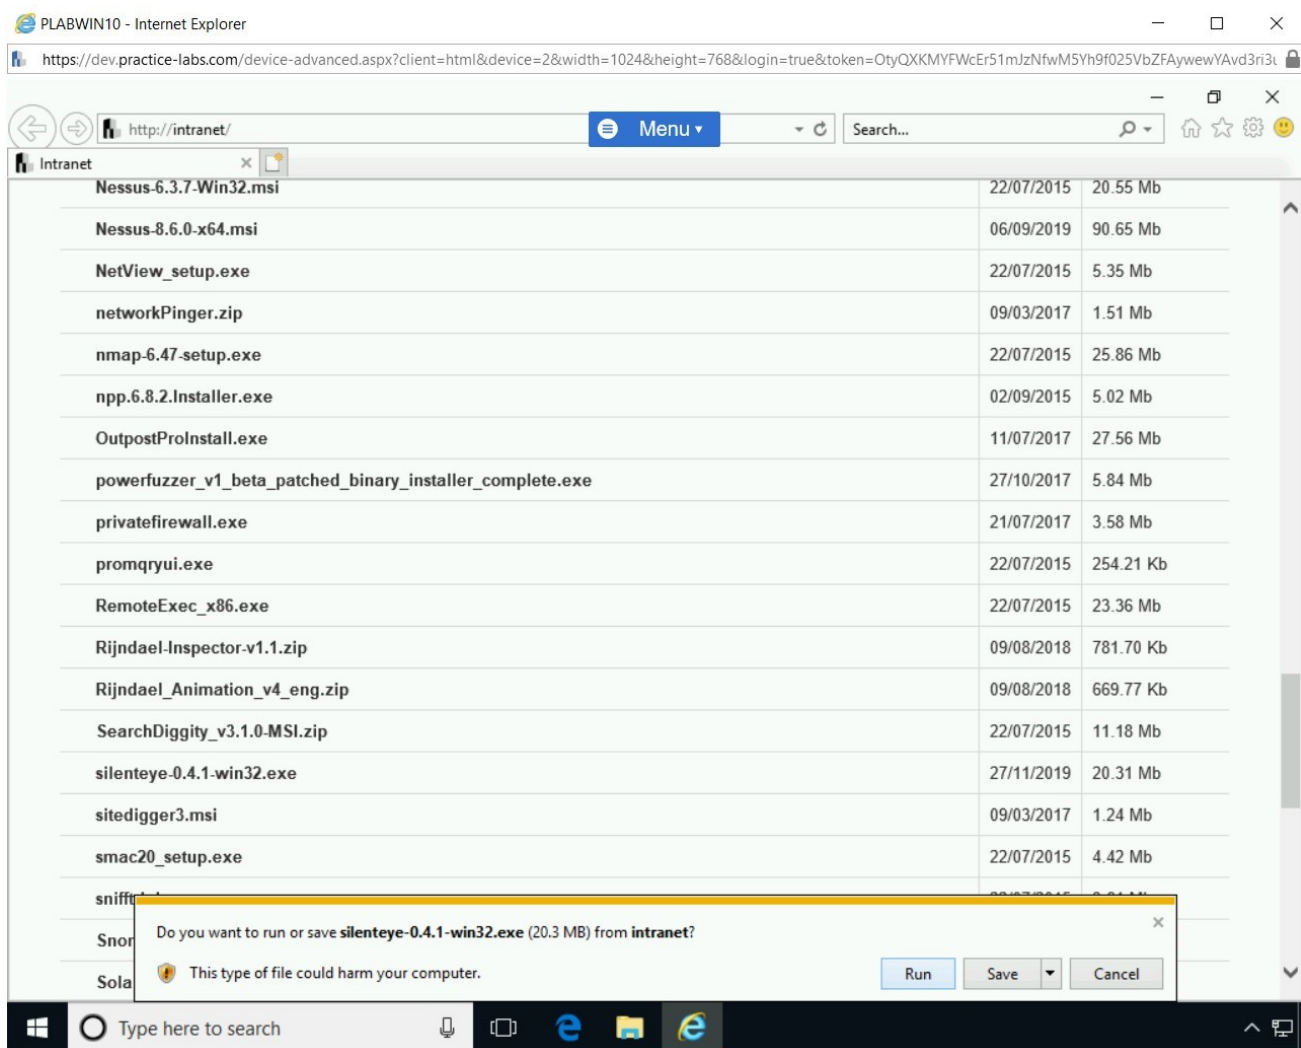 PLABWIN10 - Internet Explorer
https://dev.practice-labs.com/device-advanced.aspx?client=html&device=2&width=1024&height=768&login=true&token=OtyQXKMYFWcEr51mJzNfwM5Yh9f025VbZFAywewYAvd3ri3
http://intranet/ Menu Search...
Intranet
Nessus-6.3.7-Win32.msi 22/07/2015 20.55 Mb
Nessus-8.6.0-x64.msi 06/09/2019 90.65 Mb
NetView_setup.exe 22/07/2015 5.35 Mb
networkPinger.zip 09/03/2017 1.51 Mb
nmap-6.47-setup.exe 22/07/2015 25.86 Mb
npp.6.8.2.Installer.exe 02/09/2015 5.02 Mb
OutpostProInstall.exe 11/07/2017 27.56 Mb
powerfuzzer_v1_beta_patched_binary_installer_complete.exe 27/10/2017 5.84 Mb
privatefirewall.exe 21/07/2017 3.58 Mb
promqryui.exe 22/07/2015 254.21 Kb
RemoteExec_x86.exe 22/07/2015 23.36 Mb
Rijndael-Inspector-v1.1.zip 09/08/2018 781.70 Kb
Rijndael_Animation_v4_eng.zip 09/08/2018 669.77 Kb
SearchDiggity_v3.1.0-MSI.zip 22/07/2015 11.18 Mb
silenteye-0.4.1-win32.exe 27/11/2019 20.31 Mb
sitedigger3.msi 09/03/2017 1.24 Mb
smac20_setup.exe 22/07/2015 4.42 Mb
snifft
Snor
Sola
Do you want to run or save silenteye-0.4.1-win32.exe (20.3 MB) from intranet?
This type of file could harm your computer.
Run Save Cancel
Type here to search